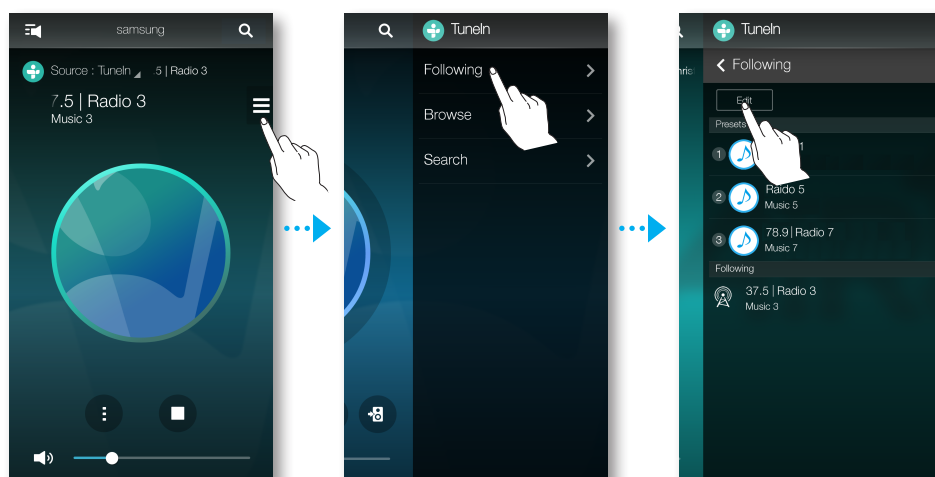 samsung
Source : TuneIn
.5 | Radio 3
7.5 | Radio 3
Music 3
TuneIn
Following
Browse
Search
TuneIn
Following
Edit
Presets
1
1
2
Raido 5
Music 5
3
78.9 | Radio 7
Music 7
Following
37.5 | Radio 3
Music 3